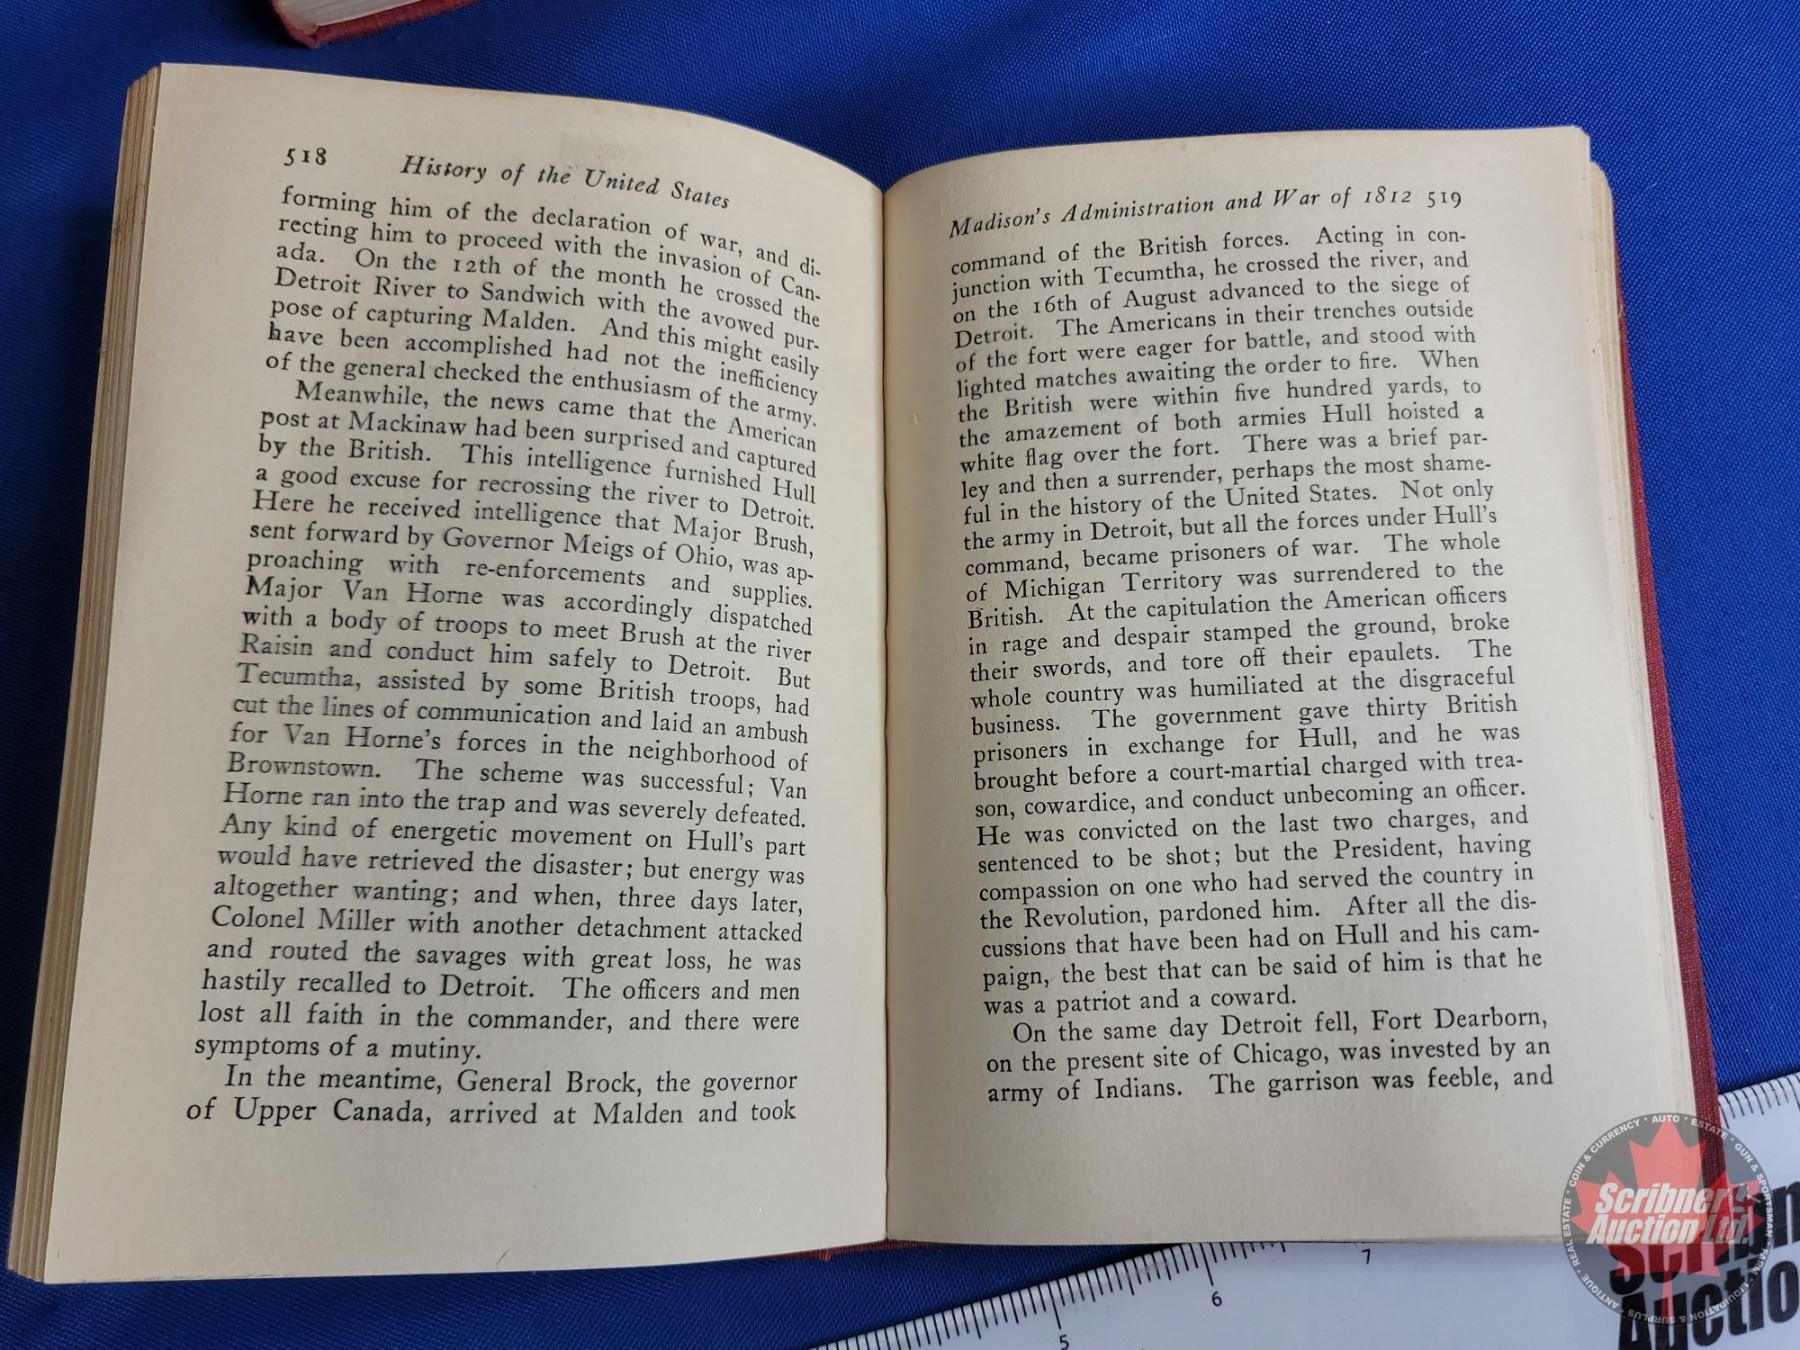 518 History of the United States
forming him of the declaration of war, and di-
recting him to proceed with the invasion of Can-
ada. On the 12th of the month he crossed the
Detroit River to Sandwich with the avowed pur-
pose of capturing Malden. And this might easily
have been accomplished had not the inefficiency
of the general checked the enthusiasm of the army.
Meanwhile, the news came that the American
post at Mackinaw had been surprised and captured
by the British. This intelligence furnished Hull
a good excuse for recrossing the river to Detroit.
Here he received intelligence that Major Brush,
sent forward by Governor Meigs of Ohio, was ap-
proaching with re-enforcements and supplies.
Major Van Horne was accordingly dispatched
with a body of troops to meet Brush at the river
Raisin and conduct him safely to Detroit. But
Tecumtha, assisted by some British troops, had
cut the lines of communication and laid an ambush
for Van Horne's forces in the neighborhood of
Brownstown. The scheme was successful; Van
Horne ran into the trap and was severely defeated.
Any kind of energetic movement on Hull's part
would have retrieved the disaster; but energy was
altogether wanting; and when, three days later,
Colonel Miller with another detachment attacked
and routed the savages with great loss, he was
hastily recalled to Detroit. The officers and men
lost all faith in the commander, and there were
symptoms of a mutiny.
In the meantime, General Brock, the governor
of Upper Canada, arrived at Malden and took
Madison's Administration and War of 1812 519
command of the British forces. Acting in con-
junction with Tecumtha, he crossed the river, and
on the 16th of August advanced to the siege of
Detroit. The Americans in their trenches outside
of the fort were eager for battle, and stood with
lighted matches awaiting the order to fire. When
the British were within five hundred yards, to
the amazement of both armies Hull hoisted a
white flag over the fort. There was a brief par-
ley and then a surrender, perhaps the most shame-
ful in the history of the United States. Not only
the army in Detroit, but all the forces under Hull's
command, became prisoners of war. The whole
of Michigan Territory was surrendered to the
British. At the capitulation the American officers
in rage and despair stamped the ground, broke
their swords, and tore off their epaulets. The
whole country was humiliated at the disgraceful
business. The government gave thirty British
prisoners in exchange for Hull, and he was
brought before a court-martial charged with trea-
son, cowardice, and conduct unbecoming an officer.
He was convicted on the last two charges, and
sentenced to be shot; but the President, having
compassion on one who had served the country in
the Revolution, pardoned him. After all the dis-
cussions that have been had on Hull and his cam-
paign, the best that can be said of him is that he
was a patriot and a coward.
On the same day Detroit fell, Fort Dearborn,
on the present site of Chicago, was invested by an
army of Indians. The garrison was feeble, and
5 6 7
COIN & CURRENCY • AUTO • ESTATE • GUN & SPORTSMAN • FARM • LIQUIDATION & SURPLUS • ANTIQUE • REAL ESTATE
Scribner
Auction Ltd.
Auctio